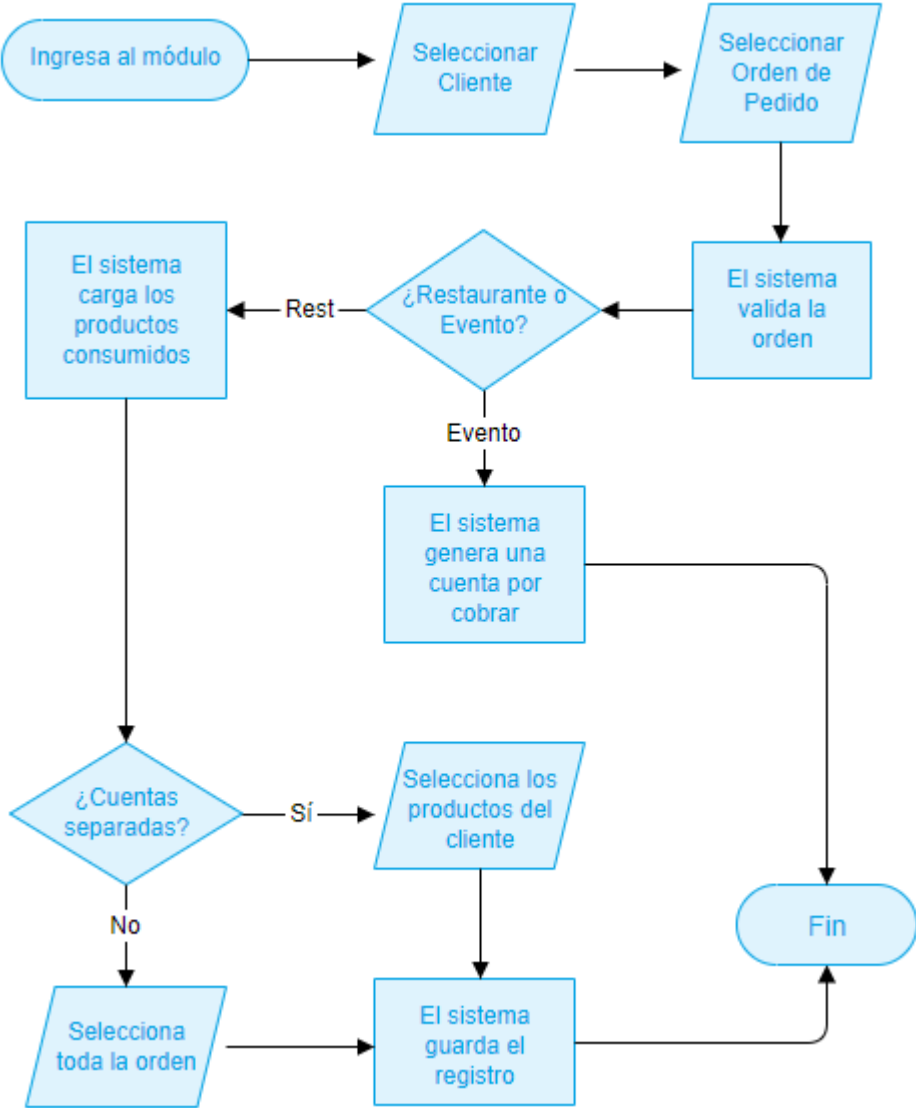 Ingresa al módulo
Seleccionar
Cliente
Seleccionar
Orden de
Pedido
El sistema
valida la
orden
¿Restaurante o
Evento?
Rest
El sistema
carga los
productos
consumidos
Evento
El sistema
genera una
cuenta por
cobrar
¿Cuentas
separadas?
Sí
Selecciona los
productos del
cliente
No
Selecciona
toda la orden
El sistema
guarda el
registro
Fin